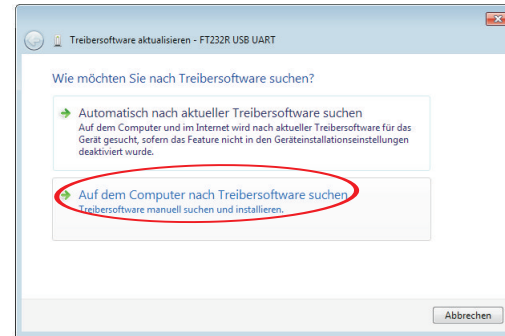 Treibersoftware aktualisieren - FT232R USB UART
Wie möchten Sie nach Treibersoftware suchen?
Automatisch nach aktueller Treibersoftware suchen
Auf dem Computer und im Internet wird nach aktueller Treibersoftware für das
Gerät gesucht, sofern das Feature nicht in den Geräteinstallationseinstellungen
deaktiviert wurde.
Auf dem Computer nach Treibersoftware suchen
Treibersoftware manuell suchen und installieren.
Abbrechen